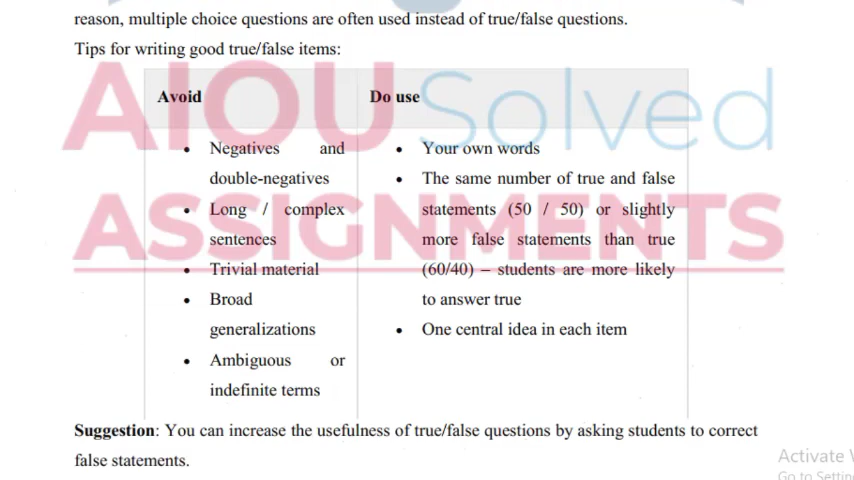 reason, multiple choice questions are often used instead of true/false questions.
Tips for writing good true/false items:
AIOU Solved
ASSIGNMENTS
Avoid
• Negatives and
double-negatives
• Long / complex
sentences
• Trivial material
• Broad
generalizations
• Ambiguous or
indefinite terms
Do use
• Your own words
• The same number of true and false
statements (50 / 50) or slightly
more false statements than true
(60/40) – students are more likely
to answer true
• One central idea in each item
Suggestion: You can increase the usefulness of true/false questions by asking students to correct
false statements.
Activate
Go to Settin